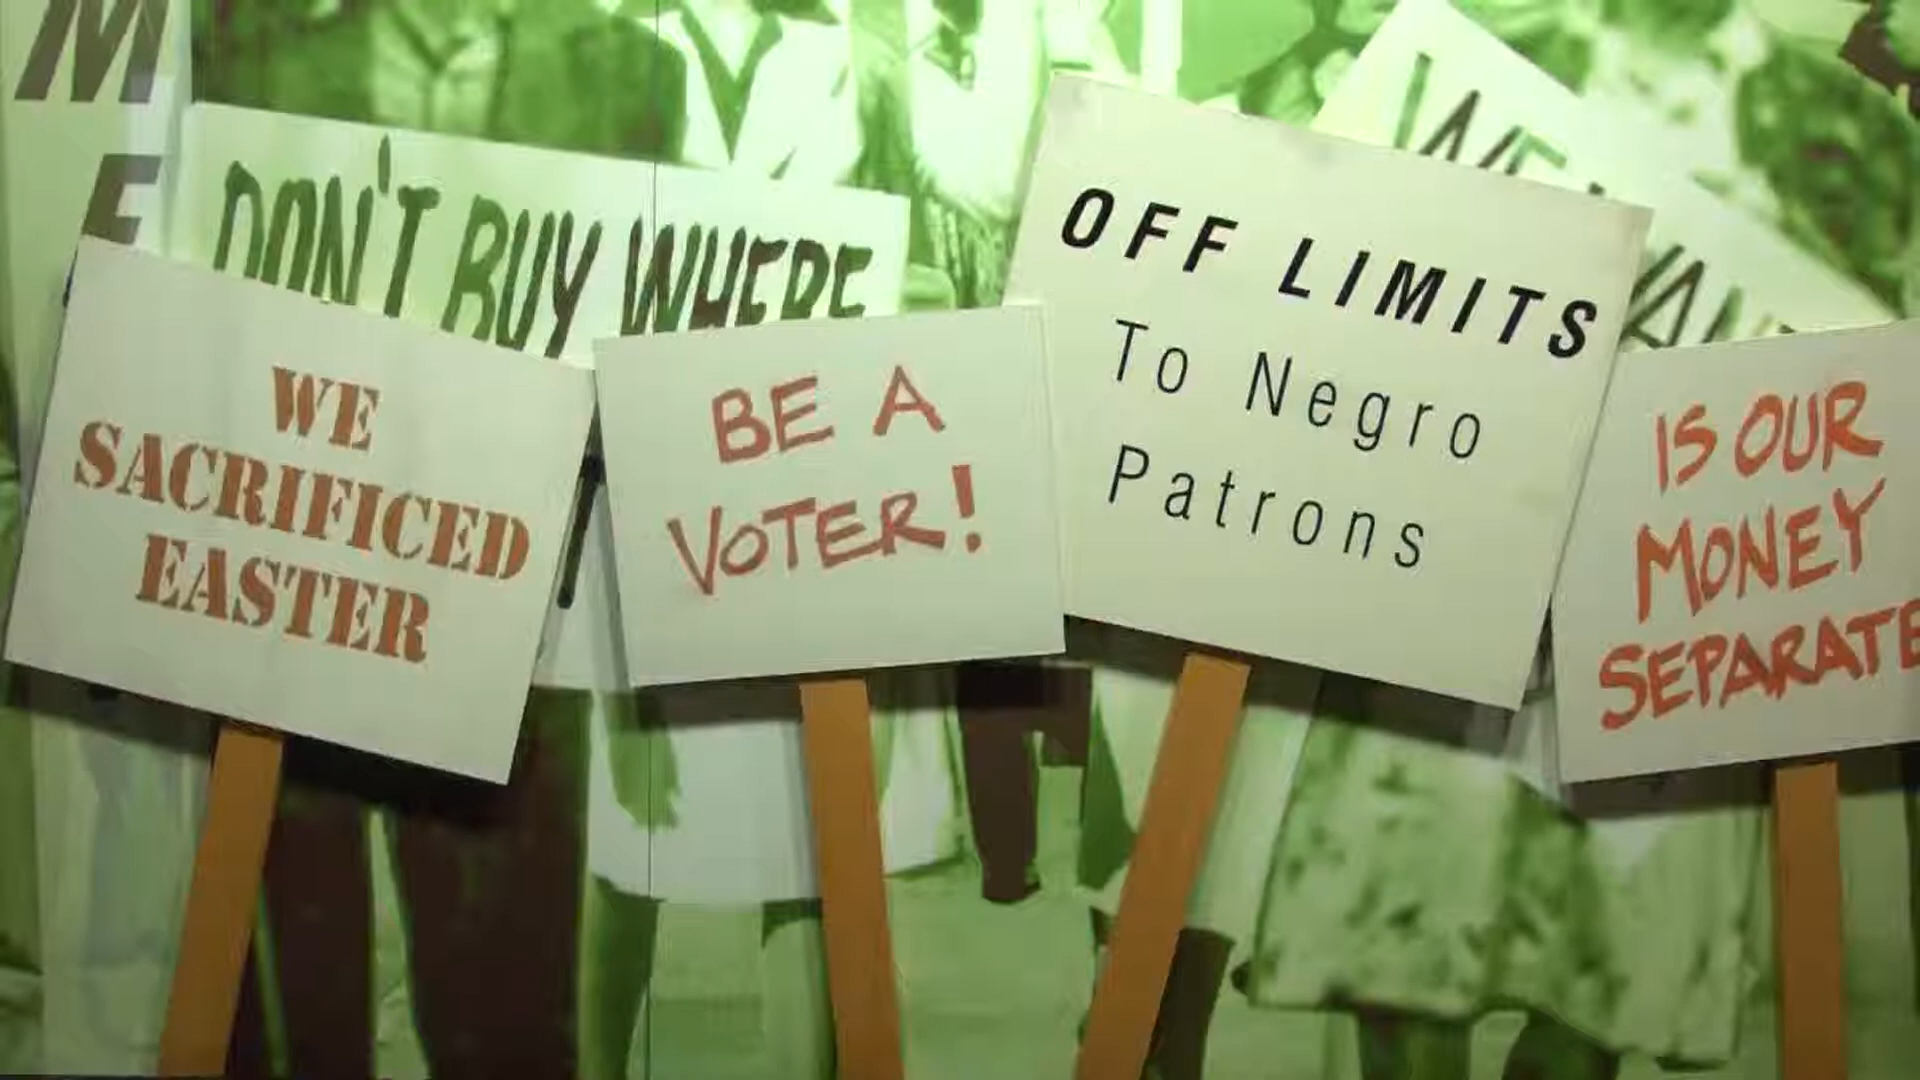 DON'T BUY WHERE
WE
SACRIFICED
EASTER
BE A
VOTER!
OFF LIMITS
To Negro
Patrons
IS OUR
MONEY
SEPARATE